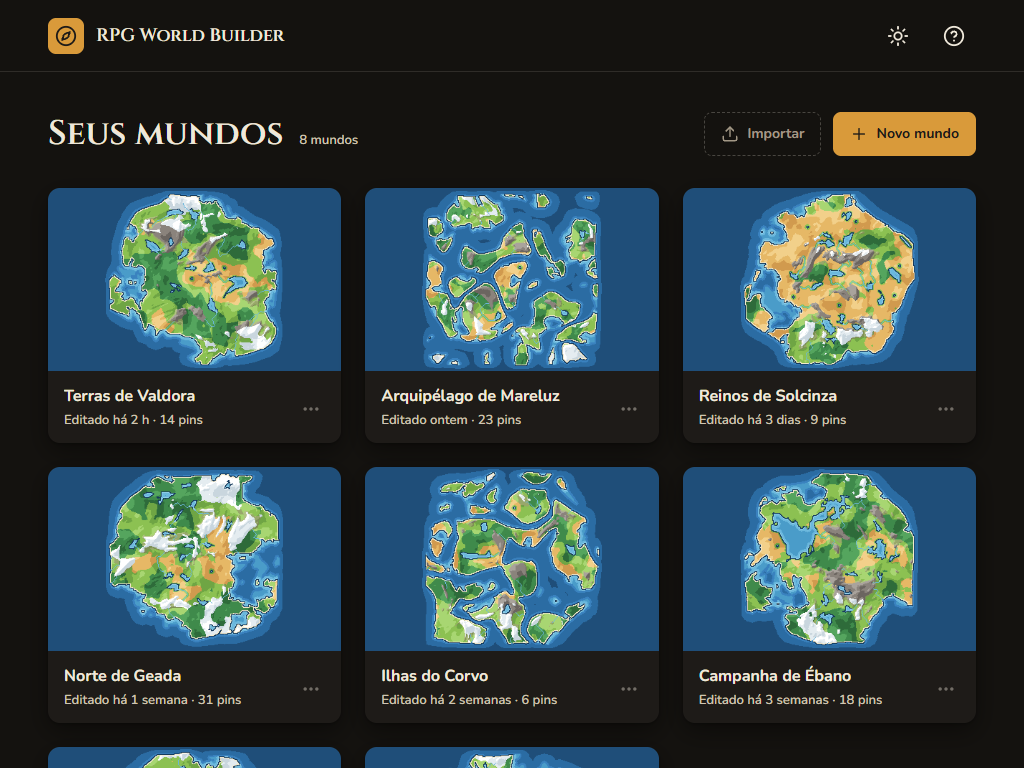 RPG World Builder
Seus mundos
8 mundos
Importar
Novo mundo
Terras de Valdora
Editado há 2 h · 14 pins
Arquipélago de Mareluz
Editado ontem · 23 pins
Reinos de Solcinza
Editado há 3 dias · 9 pins
Norte de Geada
Editado há 1 semana · 31 pins
Ilhas do Corvo
Editado há 2 semanas · 6 pins
Campanha de Ébano
Editado há 3 semanas · 18 pins